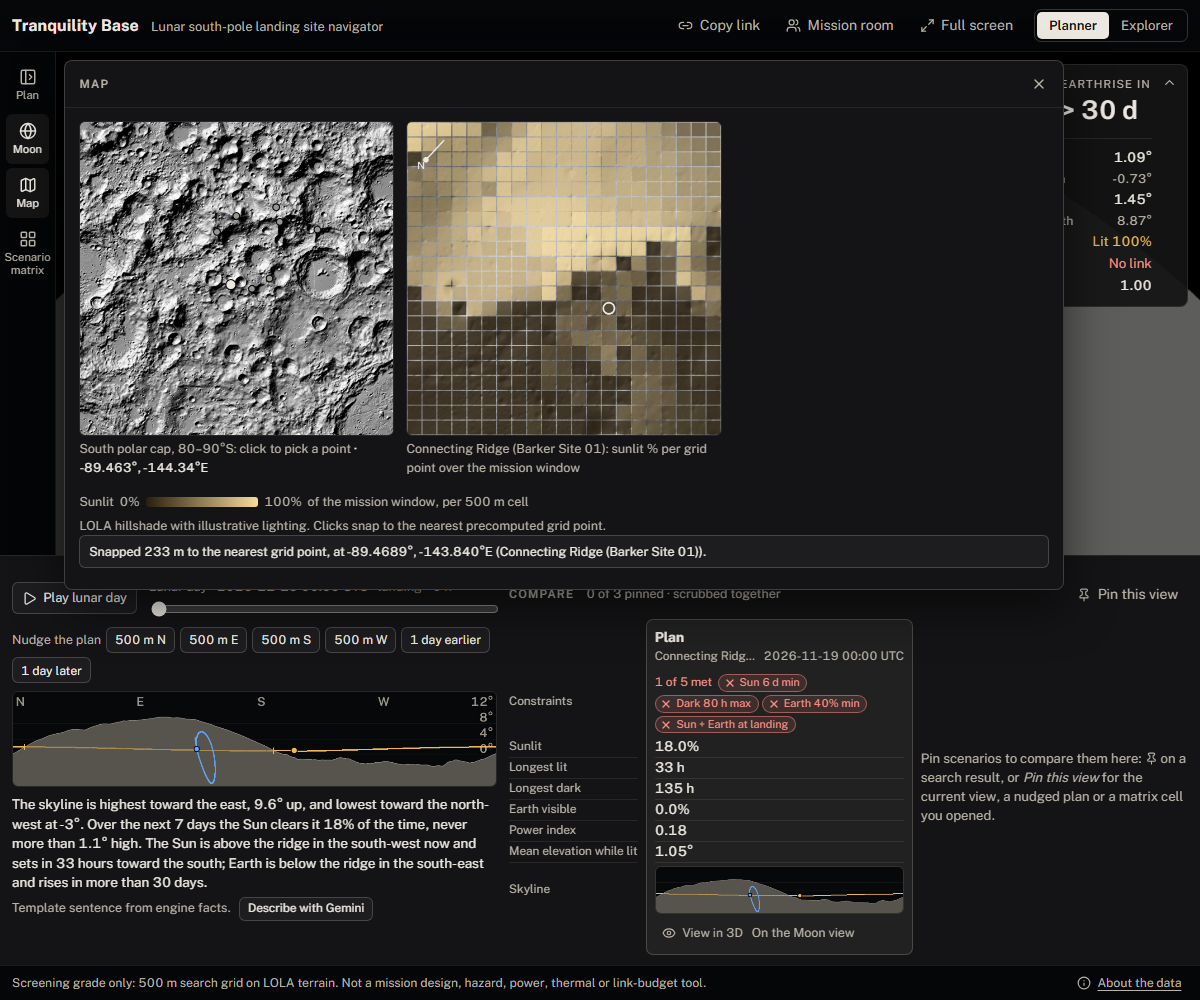 Tranquility Base Lunar south-pole landing site navigator Copy link Mission room Full screen Planner Explorer
Plan
Moon
Map
Scenario matrix
MAP
N
South polar cap, 80–90°S: click to pick a point · -89.463°, -144.34°E
Connecting Ridge (Barker Site 01): sunlit % per grid point over the mission window
Sunlit 0% 100% of the mission window, per 500 m cell
LOLA hillshade with illustrative lighting. Clicks snap to the nearest precomputed grid point.
Snapped 233 m to the nearest grid point, at -89.4689°, -143.840°E (Connecting Ridge (Barker Site 01)).
EARTHRISE IN
> 30 d
1.09°
-0.73°
1.45°
8.87°
Lit 100%
No link
1.00
Play lunar day
Nudge the plan 500 m N 500 m E 500 m S 500 m W 1 day earlier
1 day later
N E S W 12°
8°
4°
0°
The skyline is highest toward the east, 9.6° up, and lowest toward the north-
west at -3°. Over the next 7 days the Sun clears it 18% of the time, never
more than 1.1° high. The Sun is above the ridge in the south-west now and
sets in 33 hours toward the south; Earth is below the ridge in the south-east
and rises in more than 30 days.
Template sentence from engine facts. Describe with Gemini
COMPARE 0 of 3 pinned · scrubbed together Pin this view
Plan
Connecting Ridg... 2026-11-19 00:00 UTC
Constraints 1 of 5 met Sun 6 d min
Dark 80 h max Earth 40% min
Sun + Earth at landing
Sunlit 18.0%
Longest lit 33 h
Longest dark 135 h
Earth visible 0.0%
Power index 0.18
Mean elevation while lit 1.05°
Skyline
View in 3D On the Moon view
Pin scenarios to compare them here: on a
search result, or Pin this view for the
current view, a nudged plan or a matrix cell
you opened.
Screening grade only: 500 m search grid on LOLA terrain. Not a mission design, hazard, power, thermal or link-budget tool. About the data